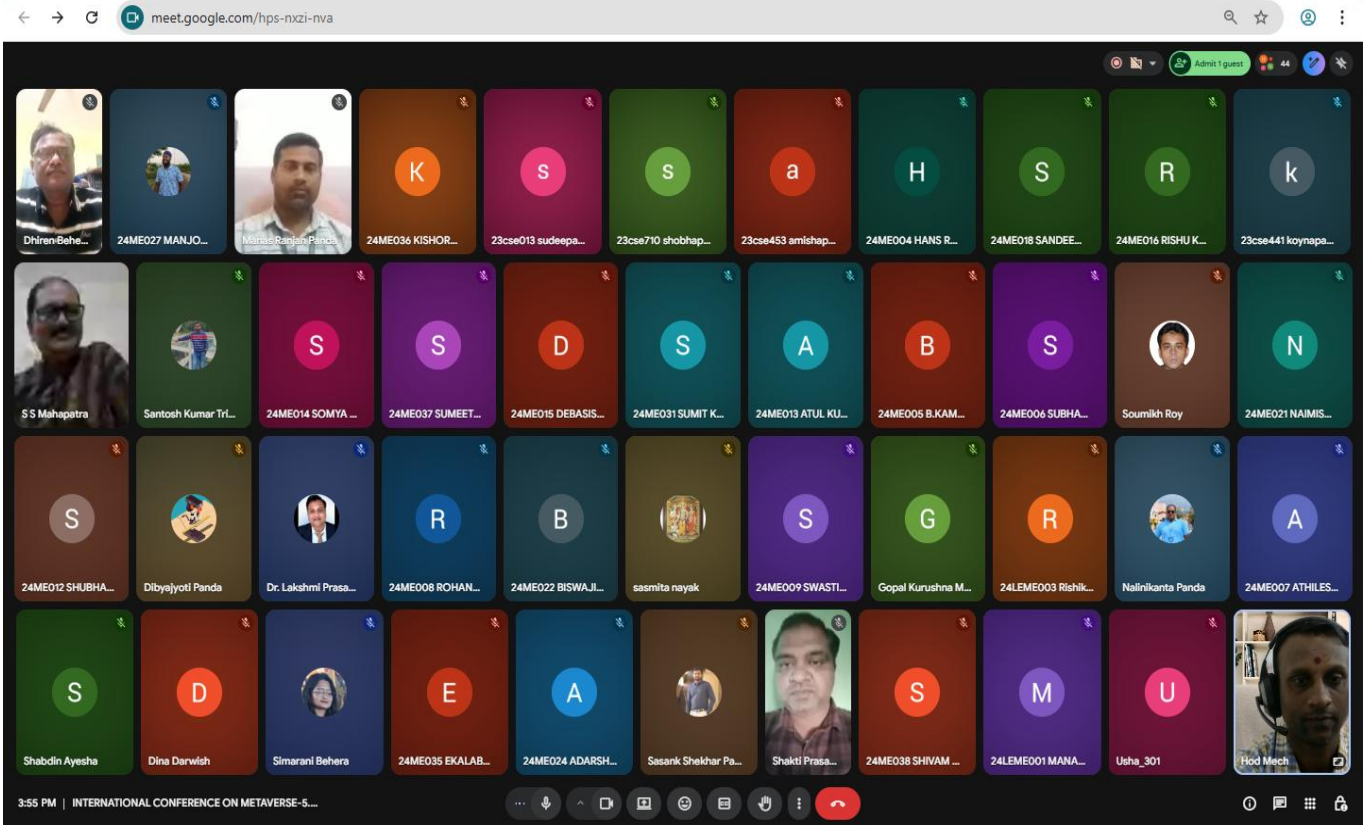 meet.google.com/hps-nxzi-nva
Admit 1 guest
44
K
s
s
a
H
S
R
k
Dhiren Behe...
24ME027 MANJO...
Manas Ranjan Panda
24ME036 KISHOR...
23cse013 sudeepa...
23cse710 shobhap...
23cse453 amishap...
24ME004 HANS R...
24ME018 SANDEE...
24ME016 RISHU K...
23cse441 koynapa...
S
S
D
S
A
B
S
N
S S Mahapatra
Santosh Kumar Tri...
24ME014 SOMYA ...
24ME037 SUMEET...
24ME015 DEBASIS...
24ME031 SUMIT K...
24ME013 ATUL KU...
24ME005 B.KAM...
24ME006 SUBHA...
Soumikh Roy
24ME021 NAIMIS...
S
R
B
S
G
R
A
24ME012 SHUBHA...
Dibyajyoti Panda
Dr. Lakshmi Prasa...
24ME008 ROHAN...
24ME022 BISWAJI...
sasmita nayak
24ME009 SWASTI...
Gopal Kurushna M...
24LEME003 Rishik...
Nalinikanta Panda
24ME007 ATHILES...
S
D
E
A
S
M
U
Shabdin Ayesha
Dina Darwish
Simarani Behera
24ME035 EKALAB...
24ME024 ADARSH...
Sasank Shekhar Pa...
Shakti Prasa...
24ME038 SHIVAM ...
24LEME001 MANA...
Usha_301
Hod Mech
3:55 PM | INTERNATIONAL CONFERENCE ON METAVERSE-5....